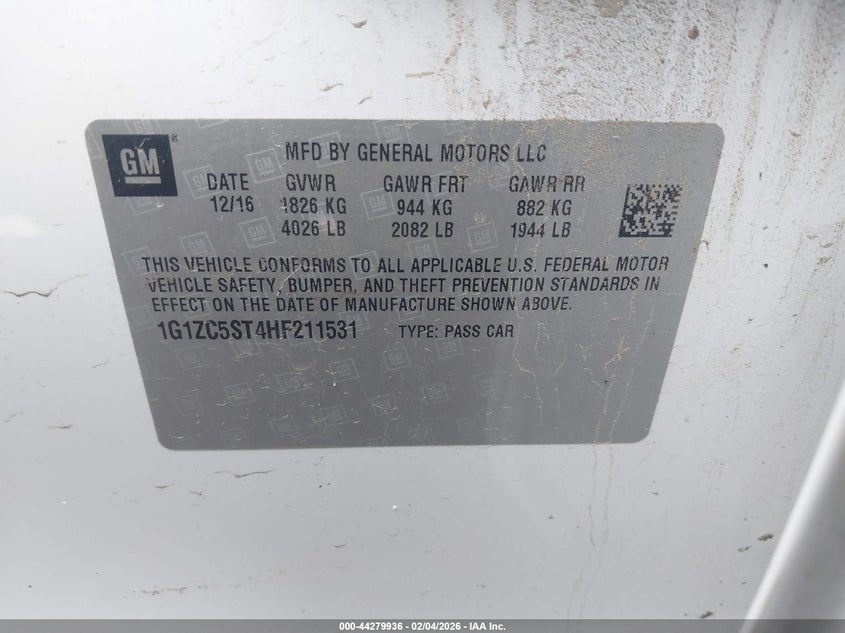 GM ® MFD BY GENERAL MOTORS LLC
DATE GVWR GAWR FRT GAWR RR
12/16 1826 KG 944 KG 882 KG
4026 LB 2082 LB 1944 LB
THIS VEHICLE CONFORMS TO ALL APPLICABLE U.S. FEDERAL MOTOR
VEHICLE SAFETY, BUMPER, AND THEFT PREVENTION STANDARDS IN
EFFECT ON THE DATE OF MANUFACTURE SHOWN ABOVE.
1G1ZC5ST4HF211531 TYPE: PASS CAR
000-44279936 - 02/04/2026 - IAA Inc.